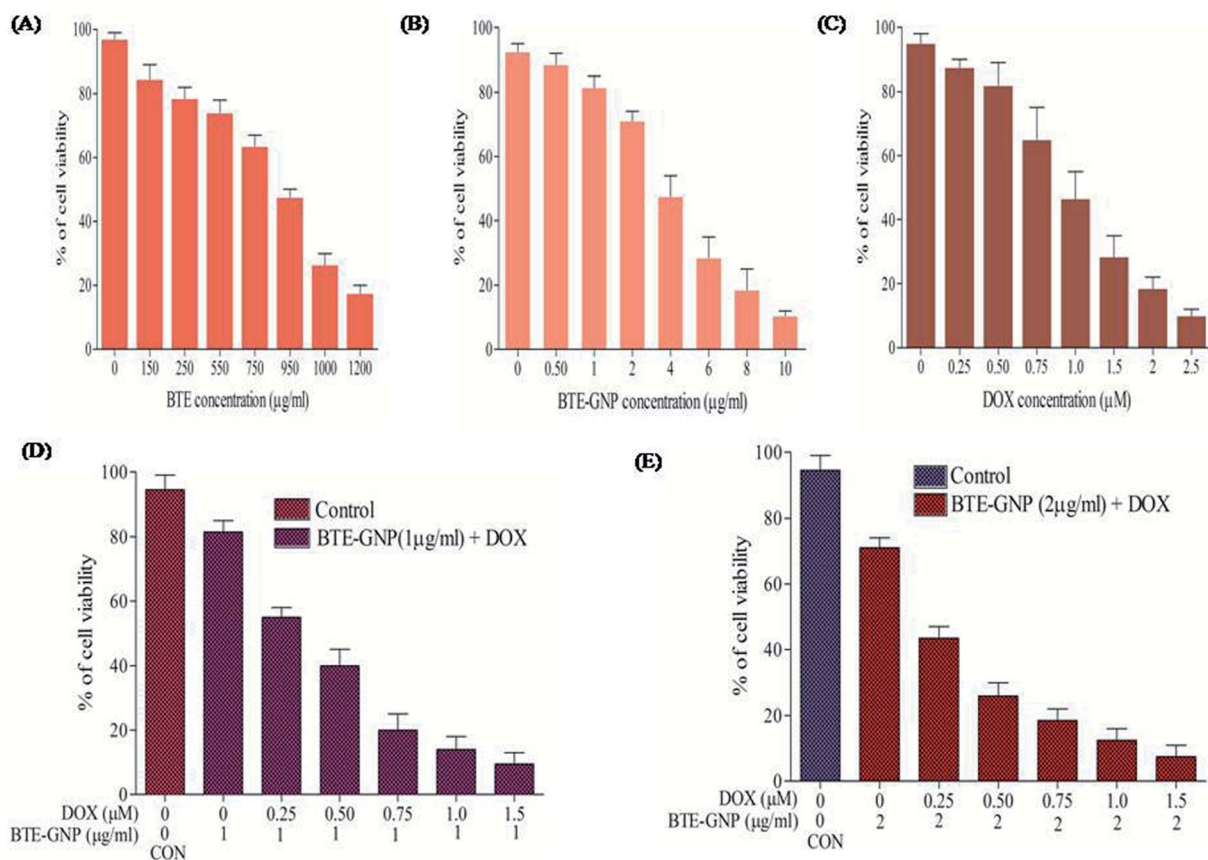 (A)
100
80
60
40
20
0
% of cell viability
0 150 250 550 750 950 1000 1200
BTE concentration (µg/ml)
(B)
100
80
60
40
20
0
% of cell viability
0 0.50 1 2 4 6 8 10
BTE-GNP concentration (µg/ml)
(C)
100
80
60
40
20
0
% of cell viability
0 0.25 0.50 0.75 1.0 1.5 2 2.5
DOX concentration (µM)
(D)
100
80
60
40
20
0
% of cell viability
Control
BTE-GNP(1µg/ml) + DOX
DOX (µM) 0 0 0.25 0.50 0.75 1.0 1.5
BTE-GNP (µg/ml) 0 1 1 1 1 1 1
CON
(E)
100
80
60
40
20
0
% of cell viability
Control
BTE-GNP (2µg/ml) + DOX
DOX (µM) 0 0 0.25 0.50 0.75 1.0 1.5
BTE-GNP (µg/ml) 0 2 2 2 2 2 2
CON